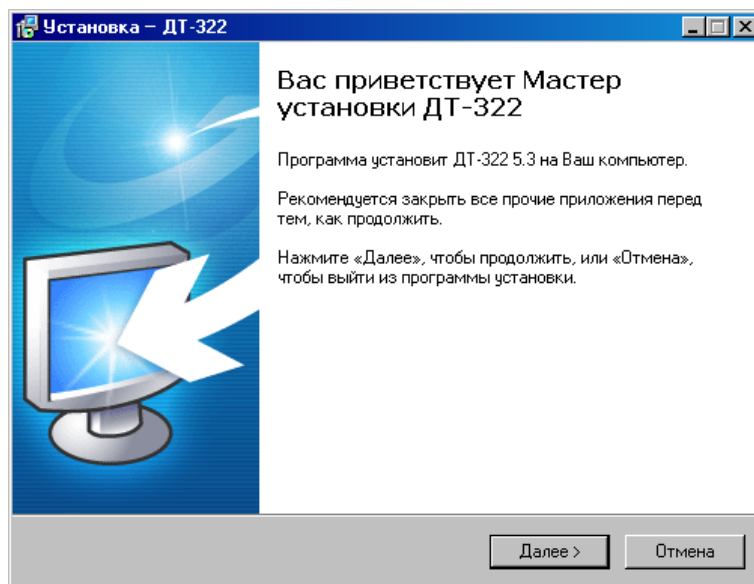 Установка – ДТ-322
Вас приветствует Мастер
установки ДТ-322
Программа установит ДТ-322 5.3 на Ваш компьютер.
Рекомендуется закрыть все прочие приложения перед
тем, как продолжить.
Нажмите «Далее», чтобы продолжить, или «Отмена»,
чтобы выйти из программы установки.
Далее >
Отмена